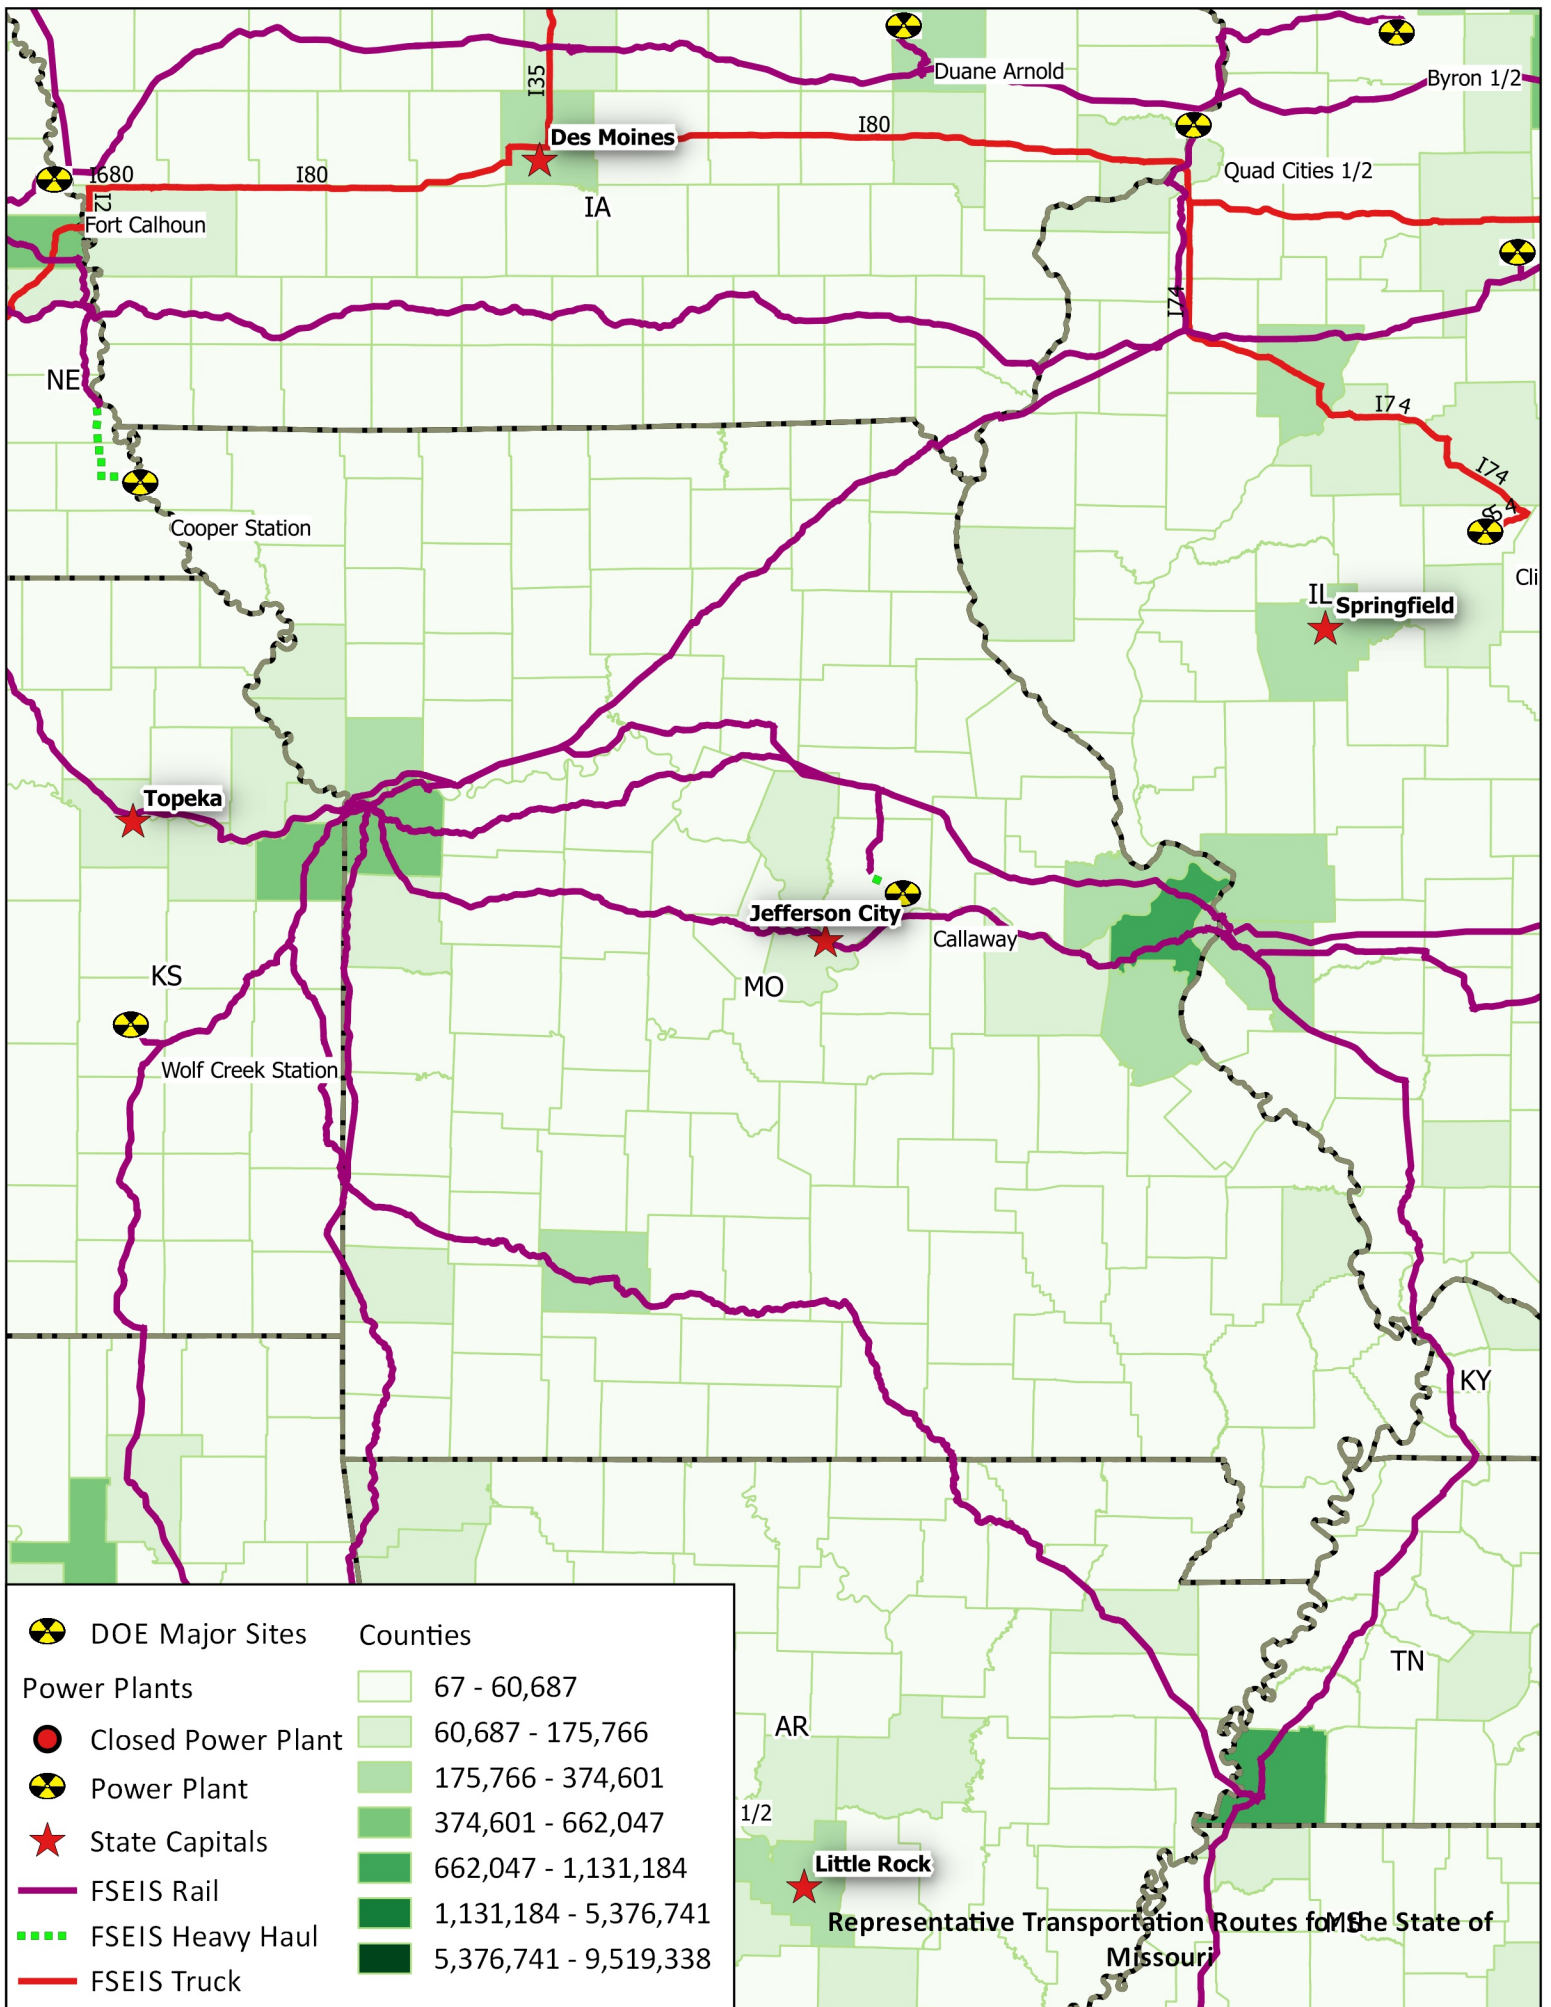 I35
Duane Arnold
Byron 1/2
Des Moines
I80
I680
I80
Quad Cities 1/2
I2
IA
Fort Calhoun
I74
NE
I74
I74
54
Cooper Station
Cli
IL
Springfield
Topeka
Jefferson City
Callaway
KS
MO
Wolf Creek Station
KY
TN
AR
1/2
Little Rock
Representative Transportation Routes for the State of
Missouri
MS
DOE Major Sites
Power Plants
Closed Power Plant
Power Plant
State Capitals
FSEIS Rail
FSEIS Heavy Haul
FSEIS Truck
Counties
67 - 60,687
60,687 - 175,766
175,766 - 374,601
374,601 - 662,047
662,047 - 1,131,184
1,131,184 - 5,376,741
5,376,741 - 9,519,338